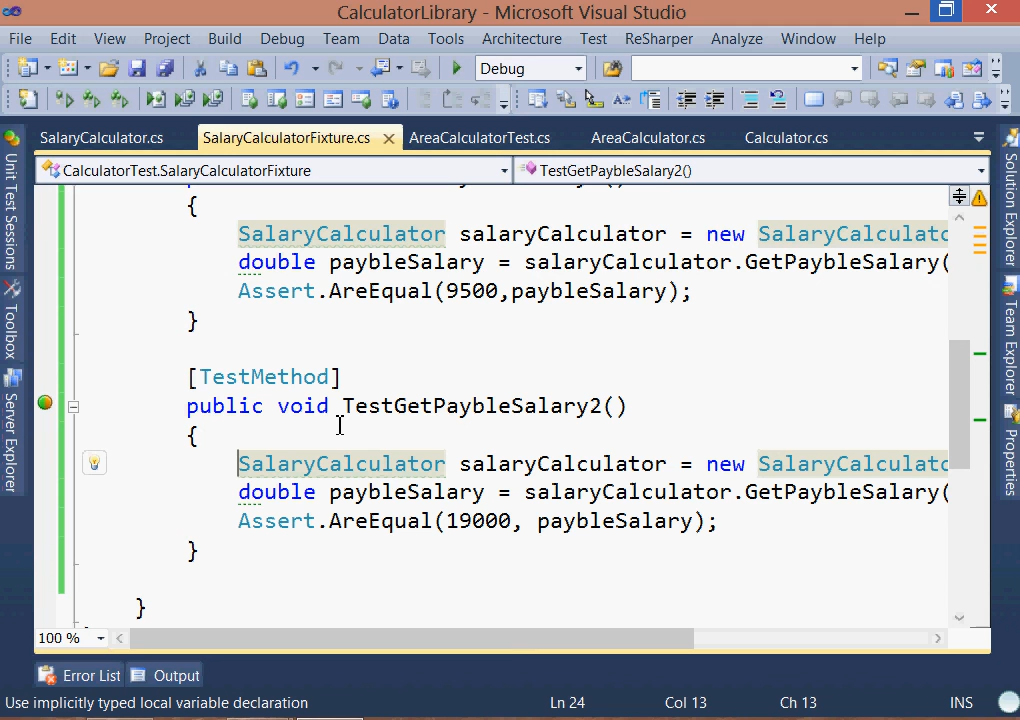 CalculatorLibrary - Microsoft Visual Studio
File Edit View Project Build Debug Team Data Tools Architecture Test ReSharper Analyze Window Help
Debug
SalaryCalculator.cs SalaryCalculatorFixture.cs AreaCalculatorTest.cs AreaCalculator.cs Calculator.cs
CalculatorTest.SalaryCalculatorFixture TestGetPaybleSalary2()
{
SalaryCalculator salaryCalculator = new SalaryCalculato
double paybleSalary = salaryCalculator.GetPaybleSalary(
Assert.AreEqual(9500,paybleSalary);
}
[TestMethod]
public void TestGetPaybleSalary2()
{
SalaryCalculator salaryCalculator = new SalaryCalculato
double paybleSalary = salaryCalculator.GetPaybleSalary(
Assert.AreEqual(19000, paybleSalary);
}
}
100 %
Unit Test Sessions
Toolbox
Server Explorer
Solution Explorer
Team Explorer
Properties
Error List Output
Use implicitly typed local variable declaration Ln 24 Col 13 Ch 13 INS